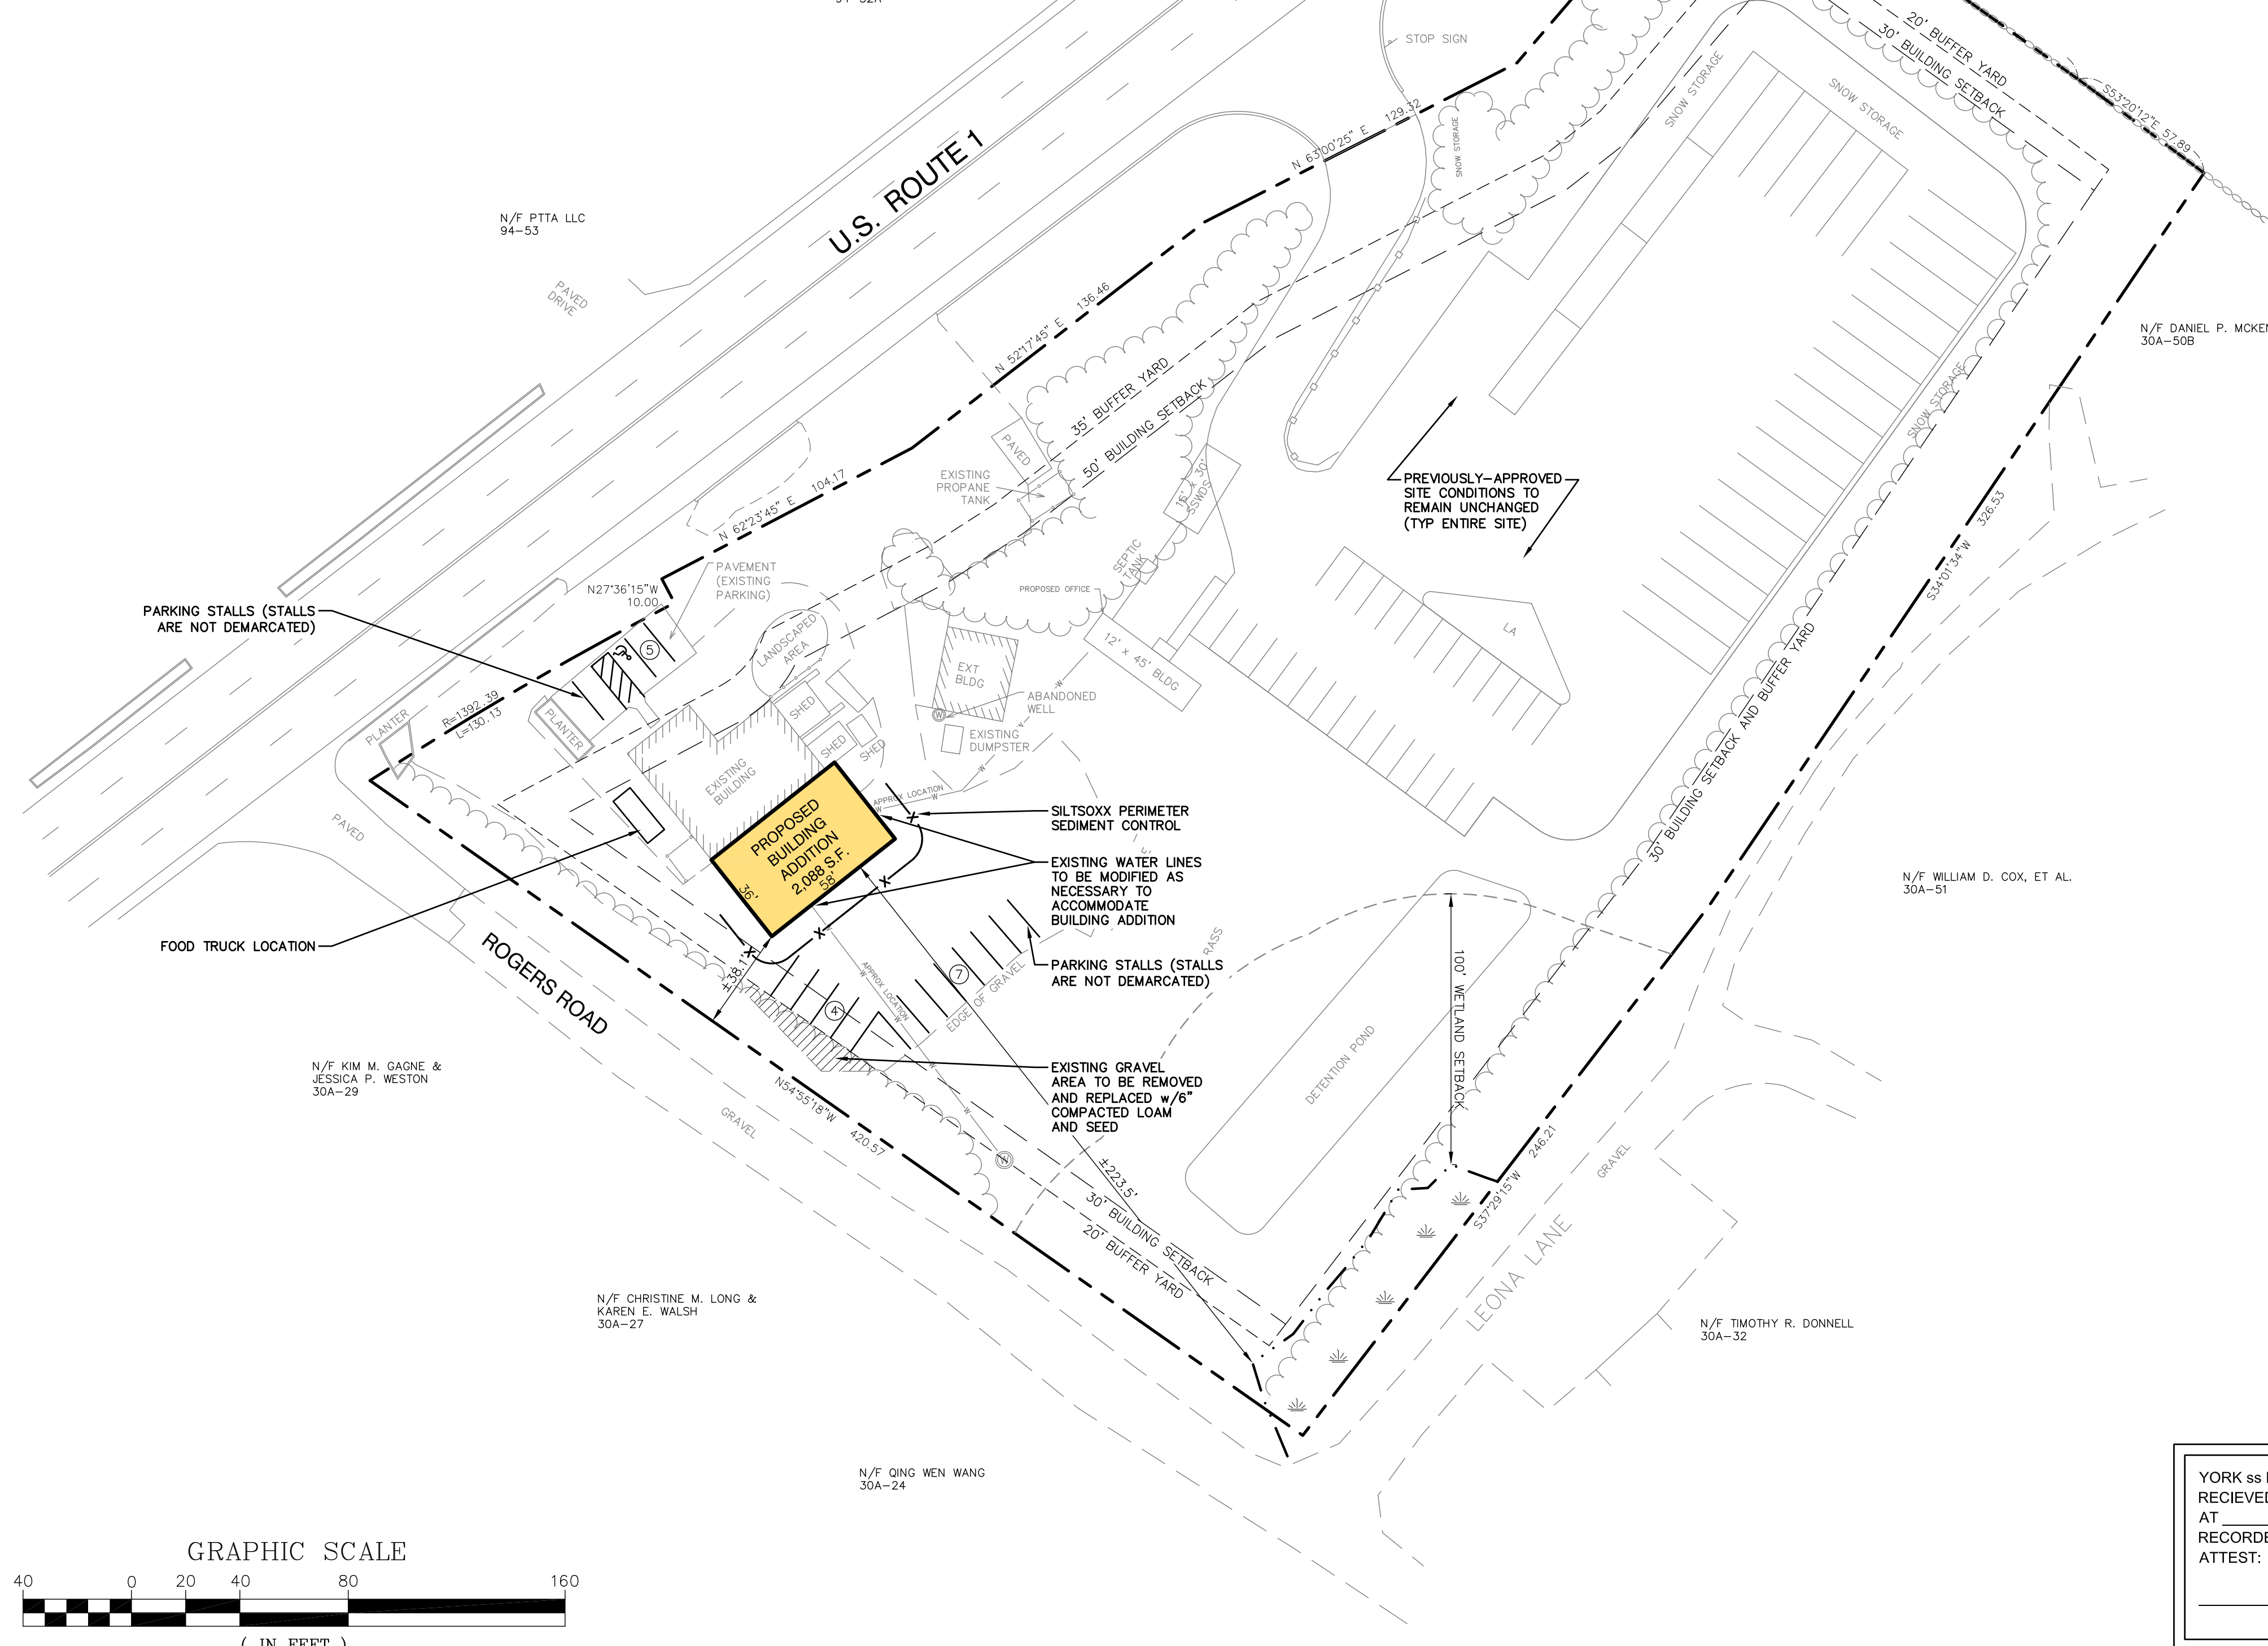 STOP SIGN
20' BUFFER YARD
30' BUILDING SETBACK
S53°20'12"E 57.89
SNOW STORAGE
SNOW STORAGE
SNOW STORAGE
N 63°00'25" E 129.32
U.S. ROUTE 1
N/F PTTA LLC
94-53
PAVED
DRIVE
N 52°17'45" E 136.46
35' BUFFER YARD
50' BUILDING SETBACK
N/F DANIEL P.
30A-50B
SNOW STORAGE
PAVED
EXISTING
PROPANE
TANK
15' x 30'
SSWDS
PREVIOUSLY-APPROVED
SITE CONDITIONS TO
REMAIN UNCHANGED
(TYP ENTIRE SITE)
N 62°23'45" E 104.17
S34°01'34"W 326.53
SEPTIC
TANK
PAVEMENT
(EXISTING
PARKING)
N27°36'15"W
10.00
PROPOSED OFFICE
PARKING STALLS (STALLS
ARE NOT DEMARCATED)
5
LANDSCAPED
AREA
LA
12' x 45' BLDG
EXT
BLDG
ABANDONED
WELL
W
R=1392.39
L=130.13
PLANTER
PLANTER
SHED
SHED
SHED
EXISTING
DUMPSTER
EXISTING
BUILDING
30' BUILDING SETBACK AND BUFFER YARD
APPROX LOCATION
PROPOSED
BUILDING
ADDITION
2,088 S.F.
58'
36'
SILTSOXX PERIMETER
SEDIMENT CONTROL
PAVED
EXISTING WATER LINES
TO BE MODIFIED AS
NECESSARY TO
ACCOMMODATE
BUILDING ADDITION
N/F WILLIAM D. COX, ET AL.
30A-51
FOOD TRUCK LOCATION
ROGERS ROAD
±38.1'
APPROX LOCATION
7
4
EDGE OF GRAVEL
PARKING STALLS (STALLS
ARE NOT DEMARCATED)
100' WETLAND SETBACK
DETENTION POND
N/F KIM M. GAGNE &
JESSICA P. WESTON
30A-29
EXISTING GRAVEL
AREA TO BE REMOVED
AND REPLACED w/6"
COMPACTED LOAM
AND SEED
N54°55'18"W 420.57
GRAVEL
W
±223.5'
30' BUILDING SETBACK
20' BUFFER YARD
S37°29'15"W 246.21
GRAVEL
LEONA LANE
N/F CHRISTINE M. LONG &
KAREN E. WALSH
30A-27
N/F TIMOTHY R. DONNELL
30A-32
N/F QING WEN WANG
30A-24
YORK ss
AT
ATTEST:
GRAPHIC SCALE
40 0 20 40 80 160
( IN FEET )